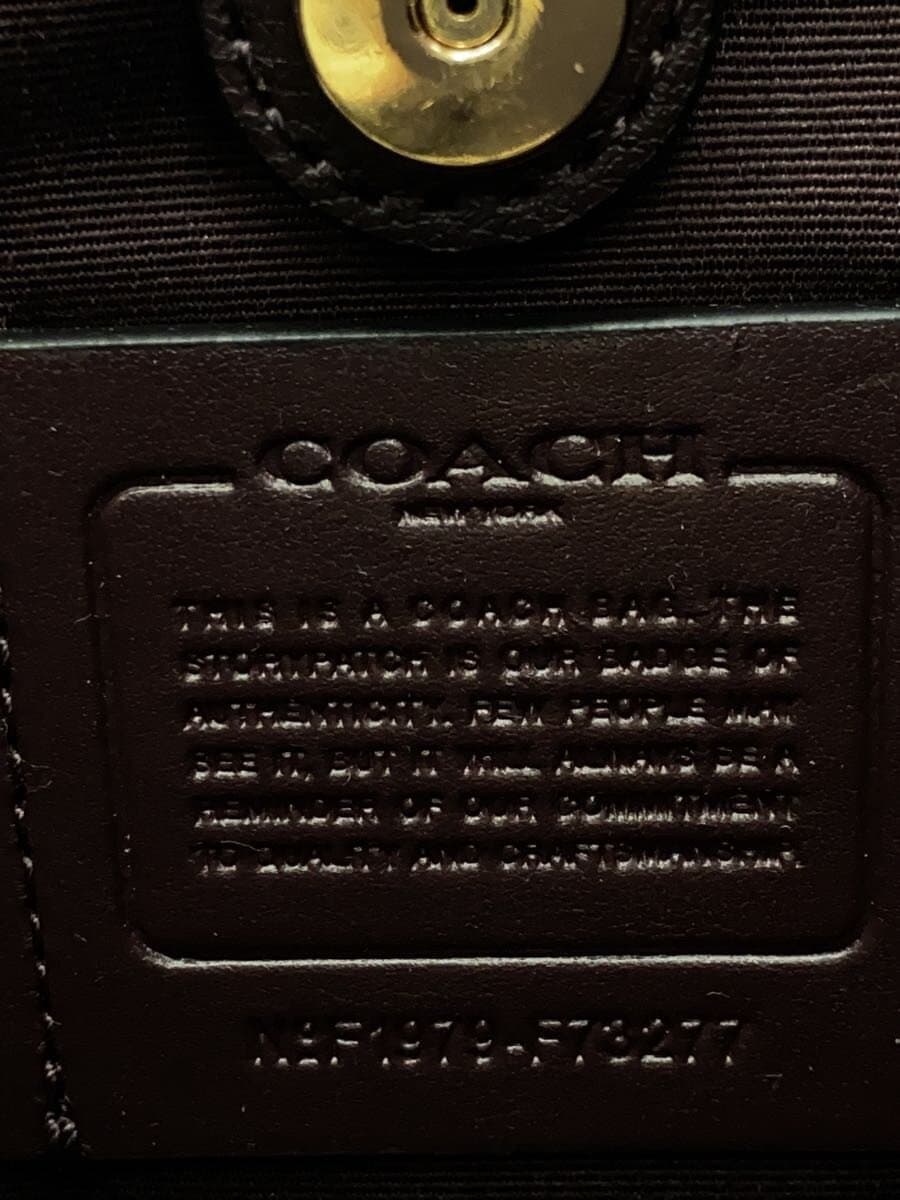 COACH
NEW YORK
THIS IS A COACH BAG. THE
STORYPATCH IS OUR BADGE OF
AUTHENTICITY. FEW PEOPLE MAY
SEE IT, BUT IT WILL ALWAYS BE A
REMINDER OF OUR COMMITMENT
TO QUALITY AND CRAFTSMANSHIP.
N9F1979-F73277